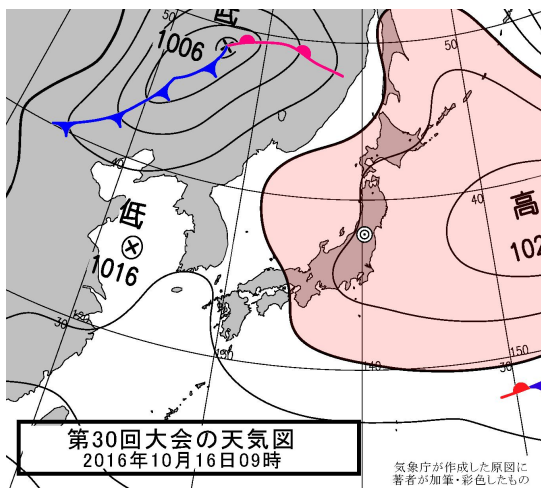 低
1006
50
50
40
40
低
1016
高
102
30
140
150
30
第30回大会の天気図
2016年10月16日09時
気象庁が作成した原図に
著者が加筆・彩色したもの